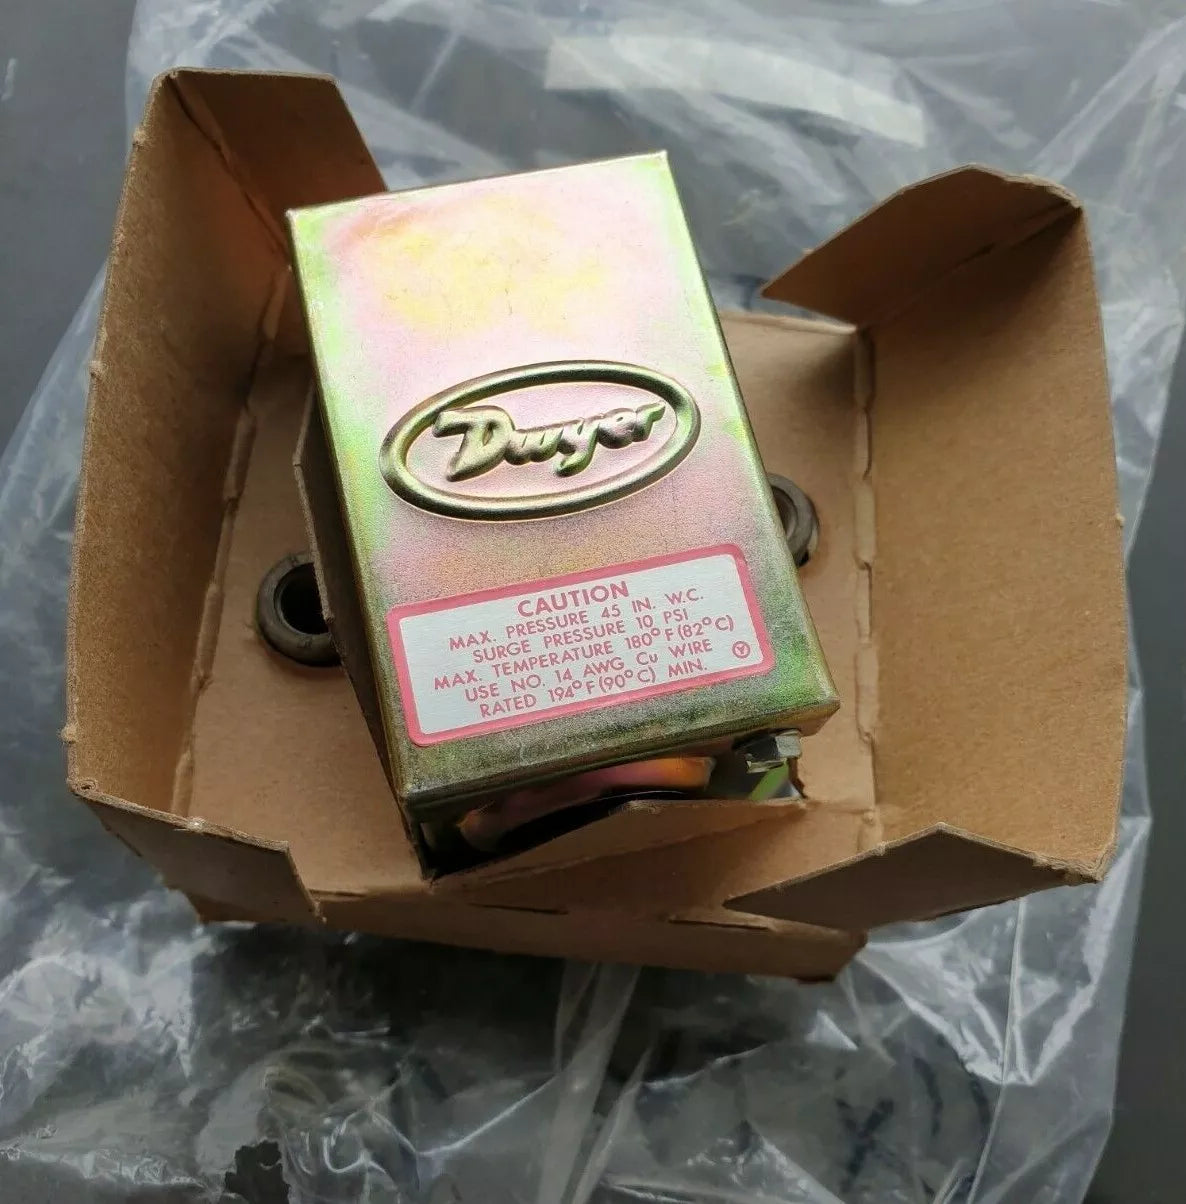 Dwyer
CAUTION
MAX. PRESSURE 45 IN. W.C.
SURGE PRESSURE 10 PSI
MAX. TEMPERATURE 180°F(82°C)
USE NO. 14 AWG Cu WIRE
RATED 194°F(90°C) MIN.